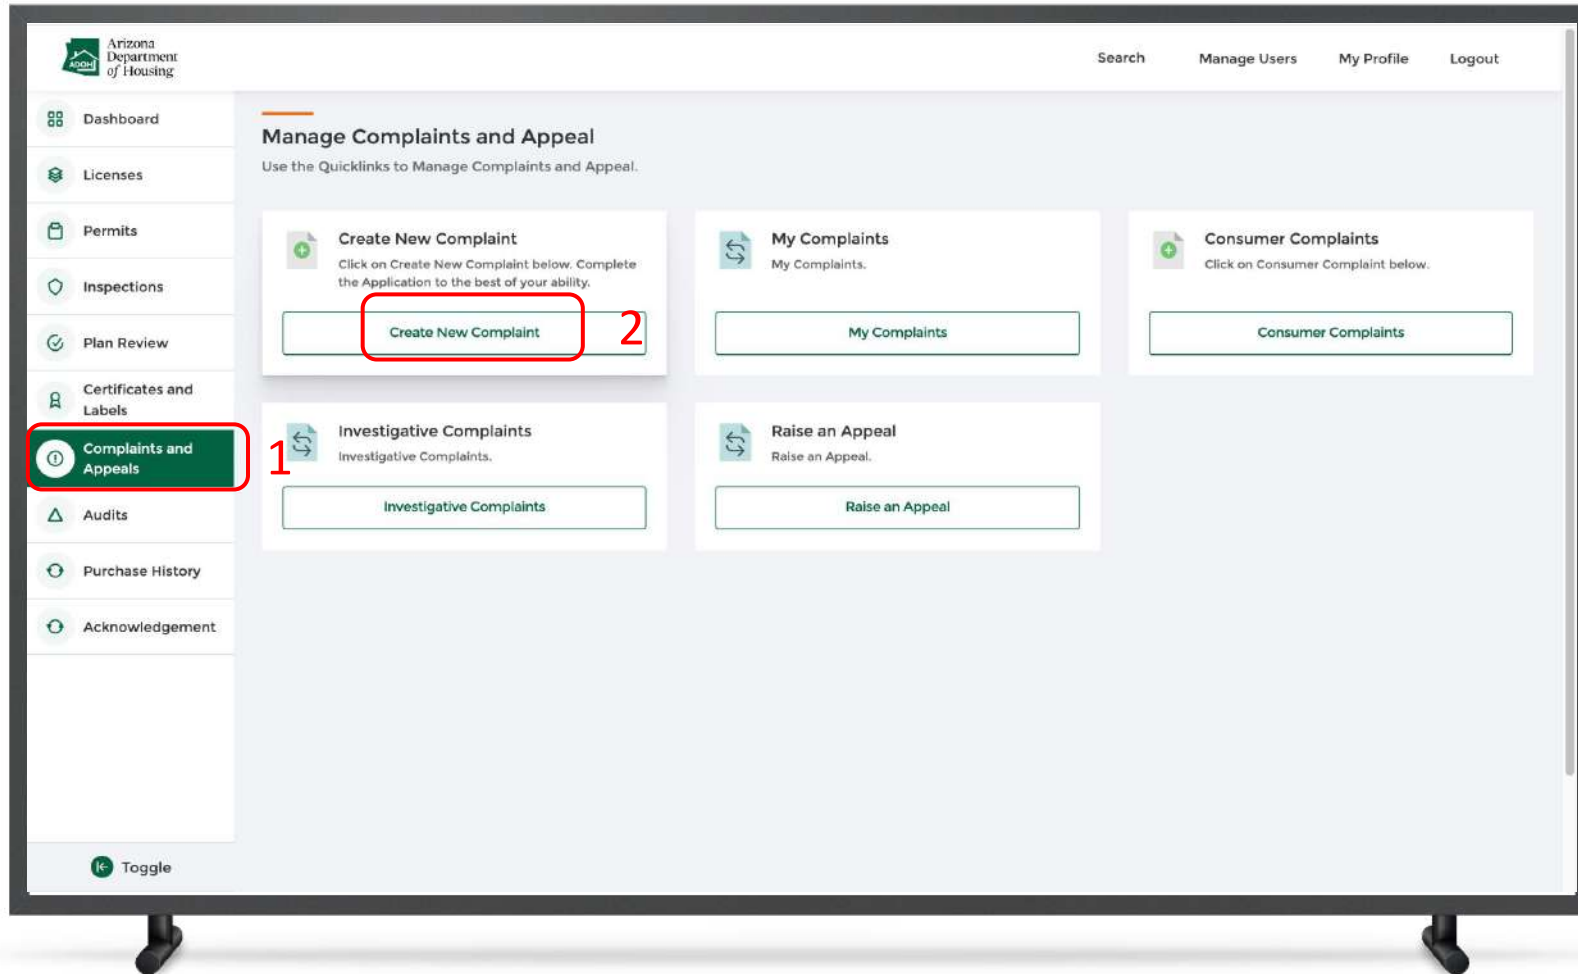 Arizona
Department
of Housing
ADOH
Search Manage Users My Profile Logout
Dashboard
Licenses
Permits
Inspections
Plan Review
Certificates and
Labels
Complaints and
Appeals
1
Audits
Purchase History
Acknowledgement
Toggle
Manage Complaints and Appeal
Use the Quicklinks to Manage Complaints and Appeal.
Create New Complaint
Click on Create New Complaint below. Complete
the Application to the best of your ability.
Create New Complaint
2
My Complaints
My Complaints.
My Complaints
Consumer Complaints
Click on Consumer Complaint below.
Consumer Complaints
Investigative Complaints
Investigative Complaints.
Investigative Complaints
Raise an Appeal
Raise an Appeal.
Raise an Appeal